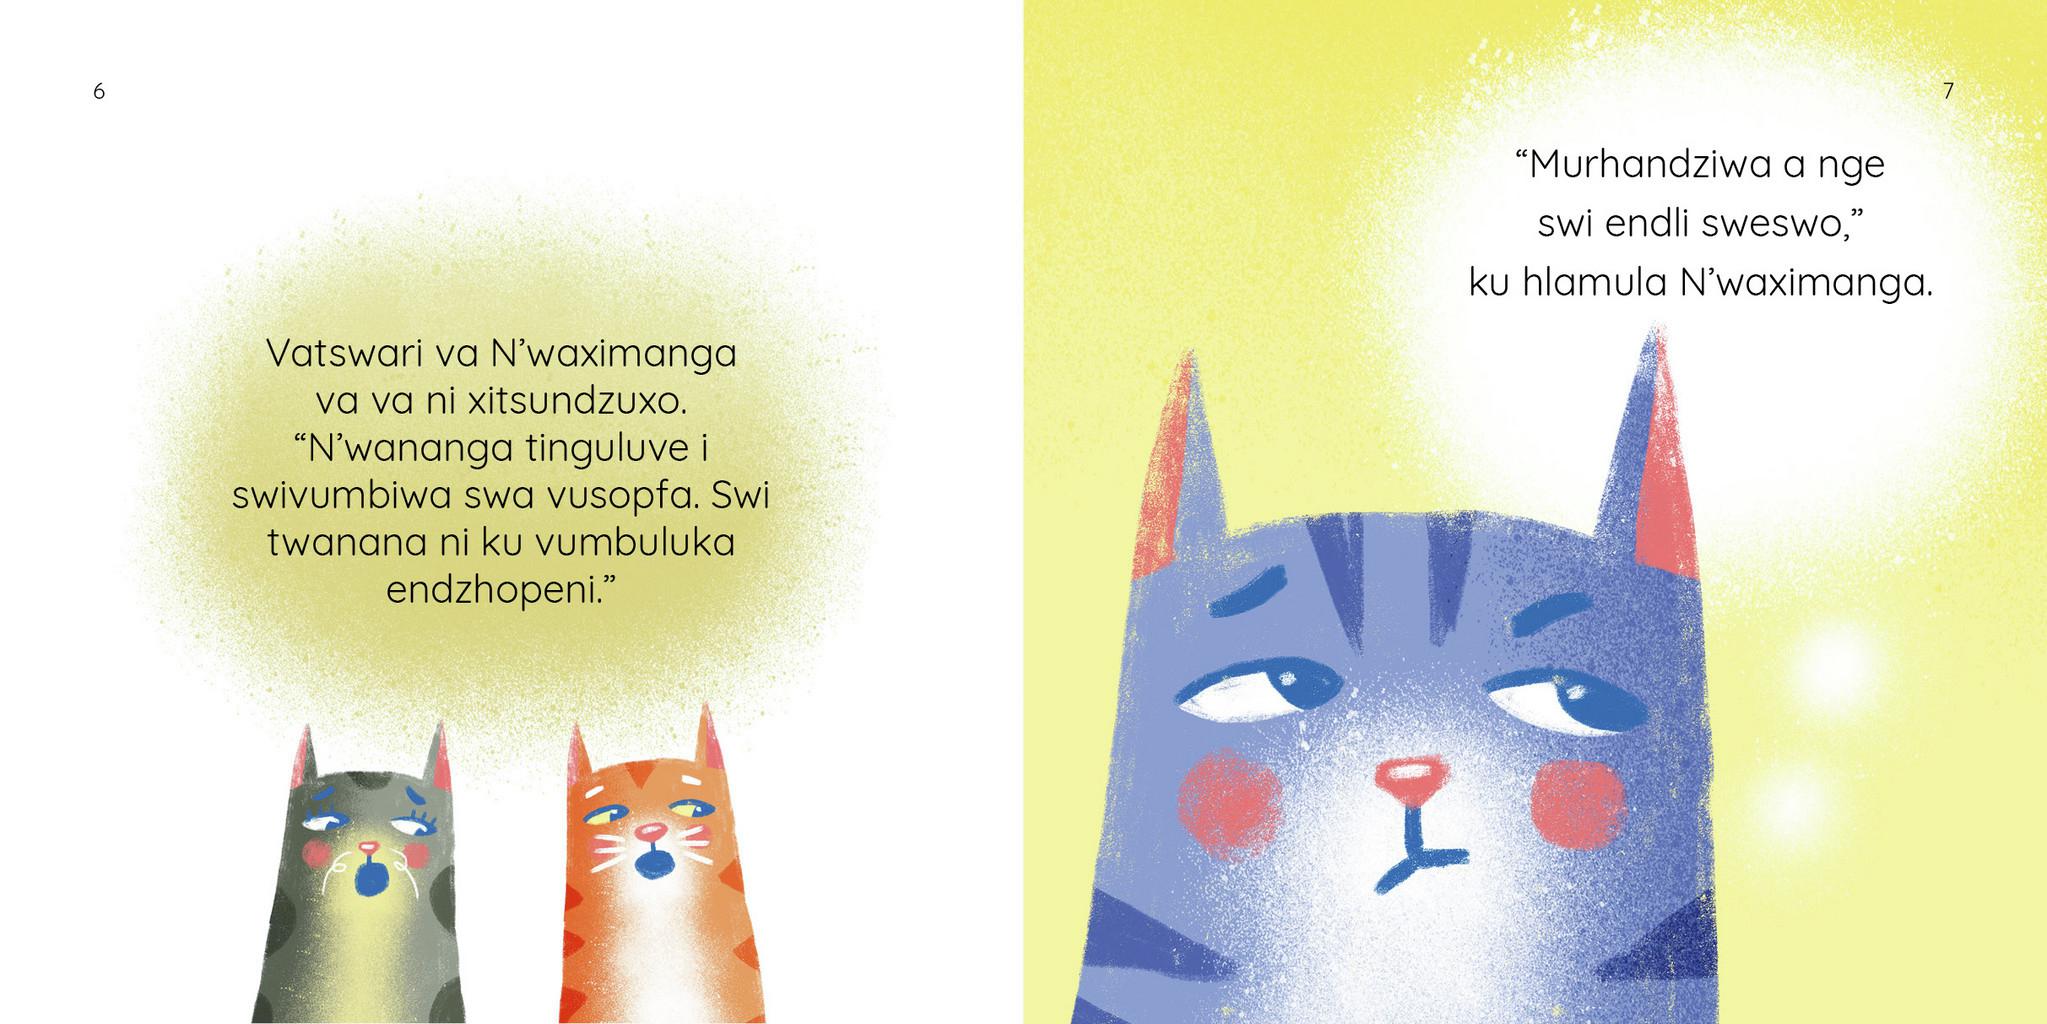 6
Vatswari va N’waximanga
va va ni xitsundzuxo.
“N’wananga tinguluve i
swivumbiwa swa vusopfa. Swi
twanana ni ku vumbuluka
endzhopeni.”
7
“Murhandziwa a nge
swi endli sweswo,”
ku hlamula N’waximanga.